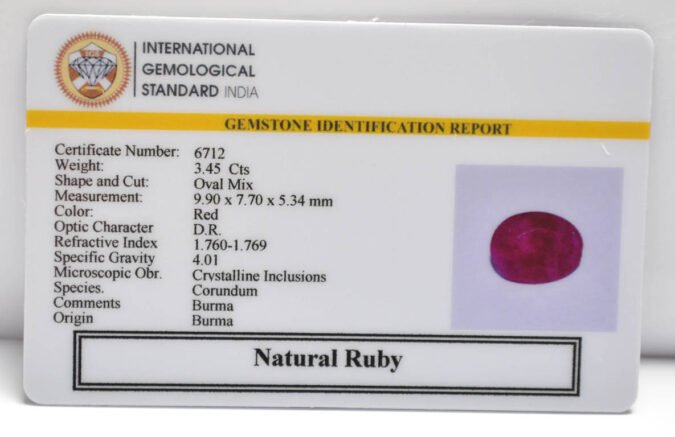 INTERNATIONAL
GEMOLOGICAL
STANDARD INDIA
GEMSTONE IDENTIFICATION REPORT
Certificate Number: 6712
Weight: 3.45 Cts
Shape and Cut: Oval Mix
Measurement: 9.90 x 7.70 x 5.34 mm
Color: Red
Optic Character D.R.
Refractive Index 1.760-1.769
Specific Gravity 4.01
Microscopic Obr. Crystalline Inclusions
Species. Corundum
Comments Burma
Origin Burma
Natural Ruby